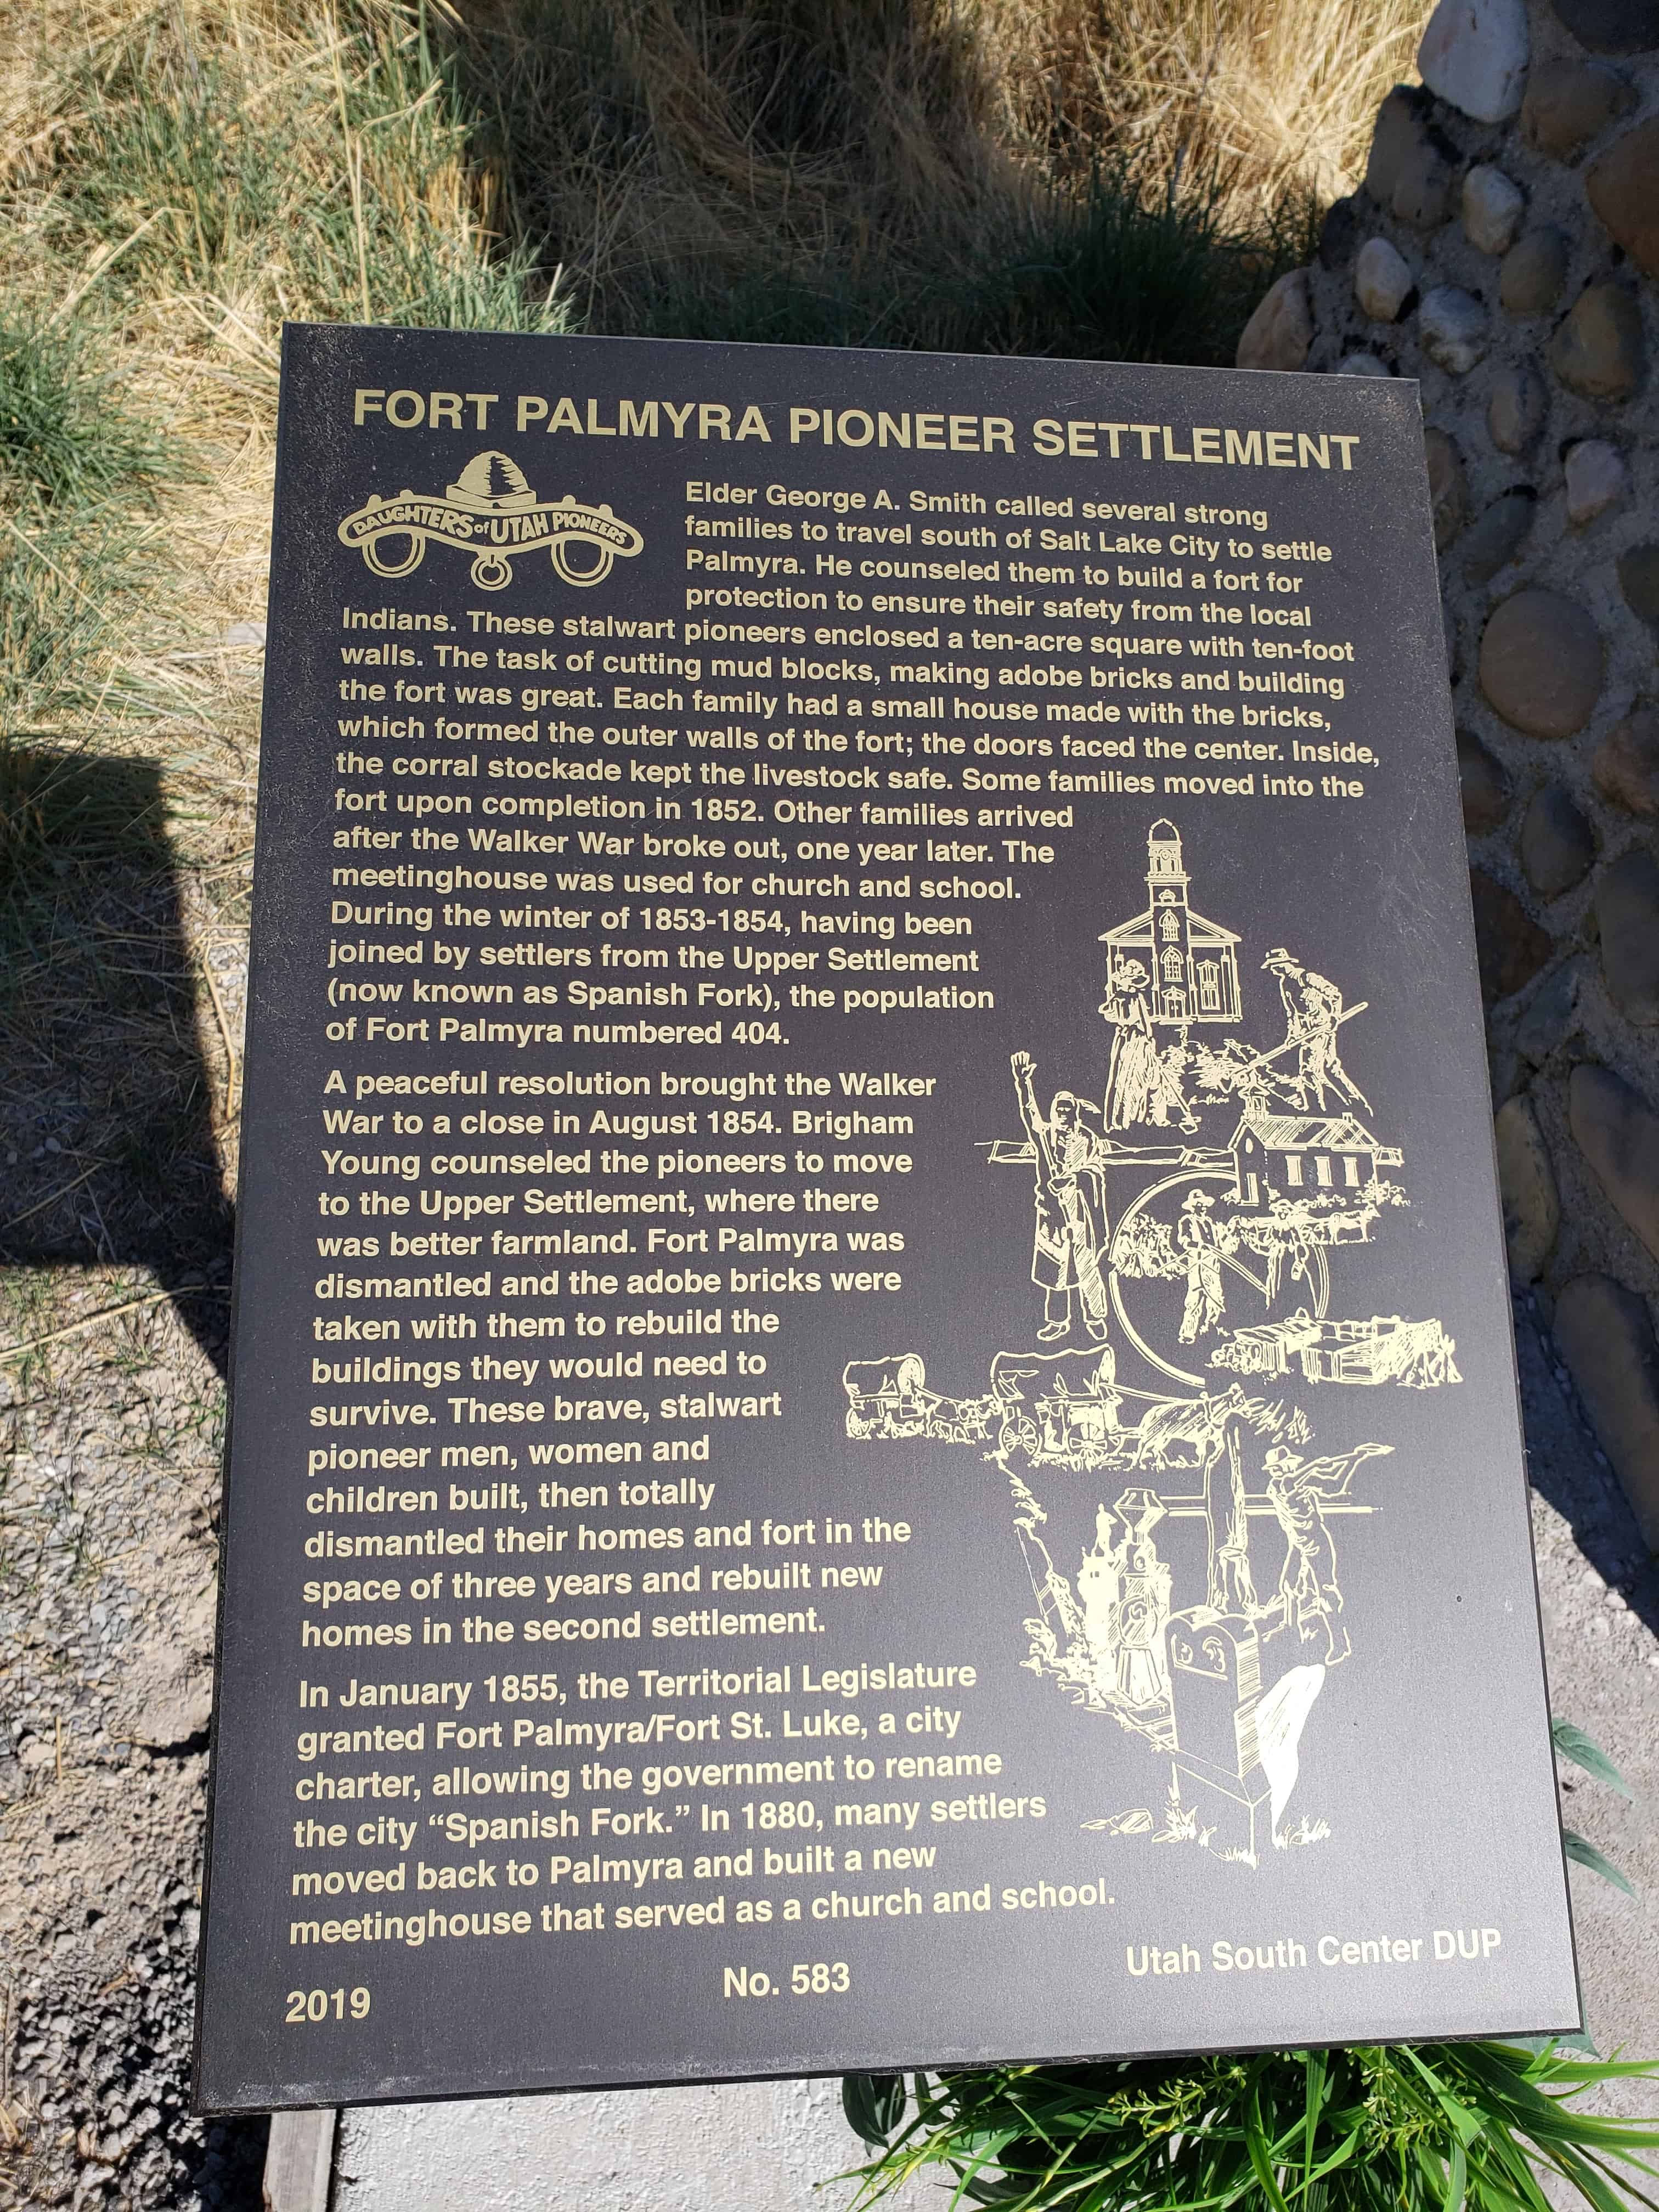 FORT PALMYRA PIONEER SETTLEMENT
DAUGHTERS of UTAH PIONEERS
Elder George A. Smith called several strong
families to travel south of Salt Lake City to settle
Palmyra. He counseled them to build a fort for
protection to ensure their safety from the local
Indians. These stalwart pioneers enclosed a ten-acre square with ten-foot
walls. The task of cutting mud blocks, making adobe bricks and building
the fort was great. Each family had a small house made with the bricks,
which formed the outer walls of the fort; the doors faced the center. Inside,
the corral stockade kept the livestock safe. Some families moved into the
fort upon completion in 1852. Other families arrived
after the Walker War broke out, one year later. The
meetinghouse was used for church and school.
During the winter of 1853-1854, having been
joined by settlers from the Upper Settlement
(now known as Spanish Fork), the population
of Fort Palmyra numbered 404.
A peaceful resolution brought the Walker
War to a close in August 1854. Brigham
Young counseled the pioneers to move
to the Upper Settlement, where there
was better farmland. Fort Palmyra was
dismantled and the adobe bricks were
taken with them to rebuild the
buildings they would need to
survive. These brave, stalwart
pioneer men, women and
children built, then totally
dismantled their homes and fort in the
space of three years and rebuilt new
homes in the second settlement.
In January 1855, the Territorial Legislature
granted Fort Palmyra/Fort St. Luke, a city
charter, allowing the government to rename
the city “Spanish Fork.” In 1880, many settlers
moved back to Palmyra and built a new
meetinghouse that served as a church and school.
2019 No. 583 Utah South Center DUP